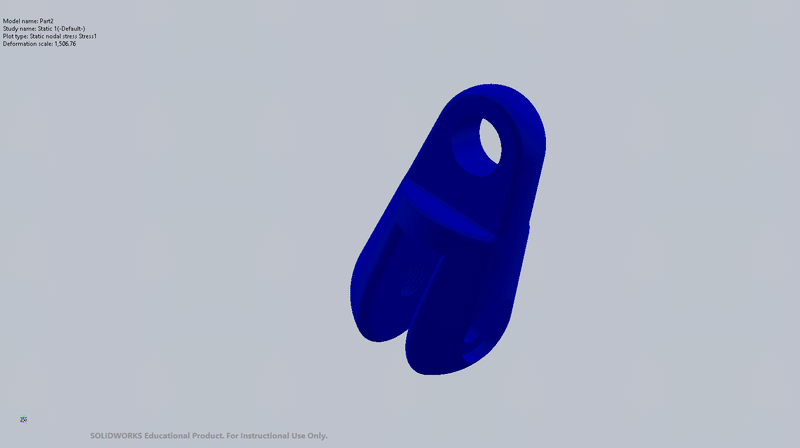 Model name: Part2
Study name: Static 1(-Default-)
Plot type: Static nodal stress Stress1
Deformation scale: 1,506.76
SOLIDWORKS Educational Product. For Instructional Use Only.